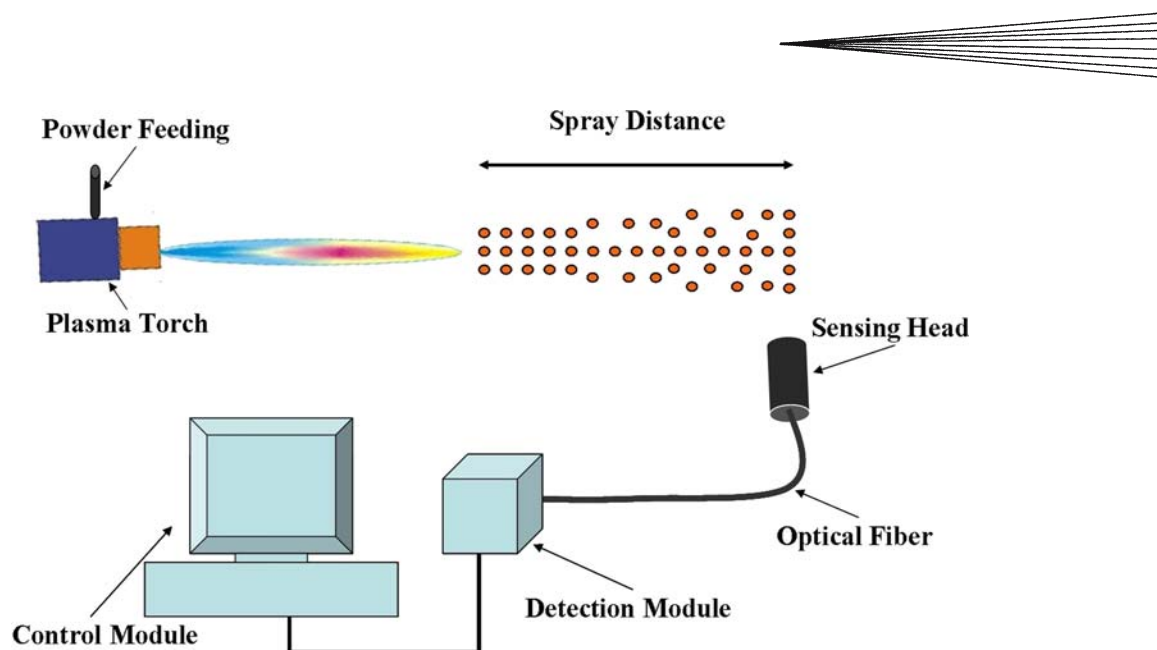 Spray Distance
Powder Feeding
Plasma Torch
Sensing Head
Optical Fiber
Detection Module
Control Module